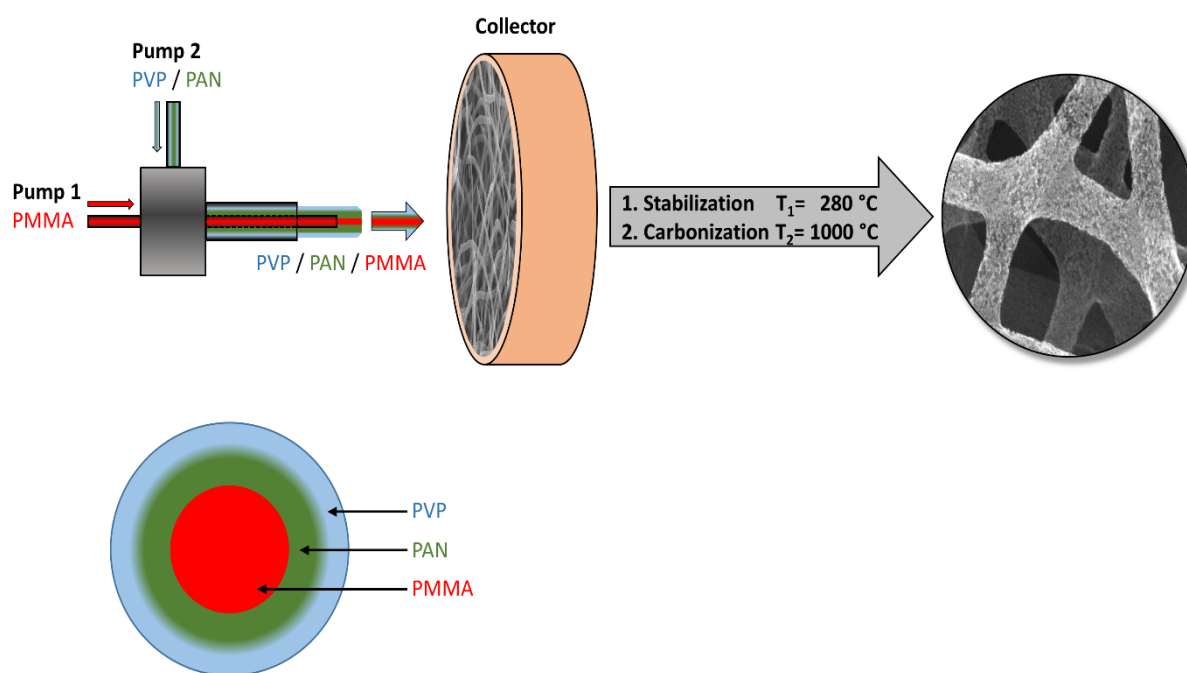 Collector
Pump 2
PVP / PAN
Pump 1
PMMA
PVP / PAN / PMMA
1. Stabilization T₁= 280 °C
2. Carbonization T₂= 1000 °C
PVP
PAN
PMMA